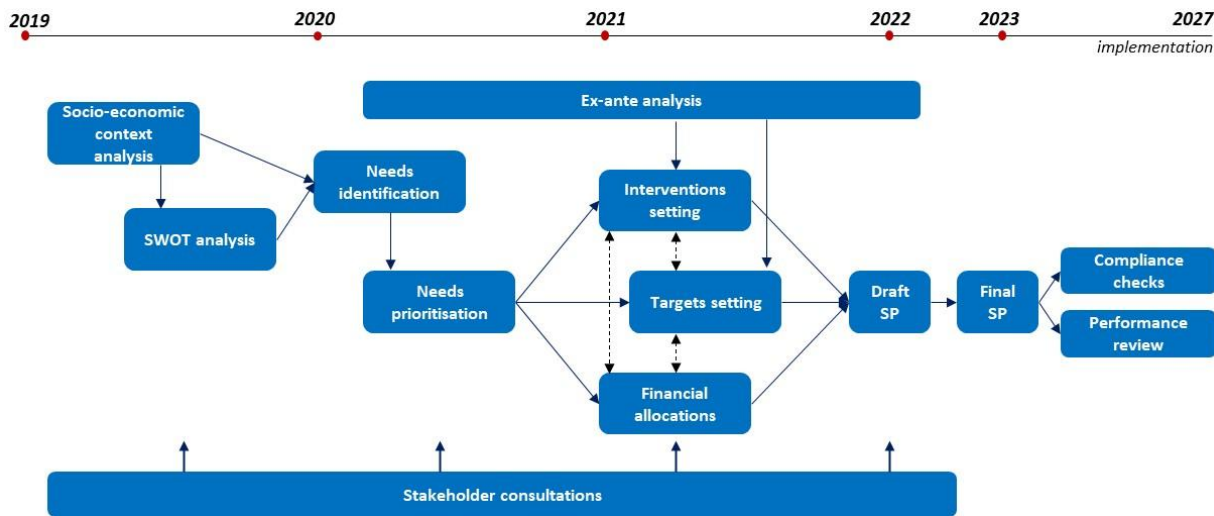 2019 2020 2021 2022 2023 2027
implementation
Ex-ante analysis
Socio-economic
context
analysis
Needs
identification
Interventions
setting
SWOT analysis
Needs
prioritisation
Targets setting
Draft
SP
Final
SP
Compliance
checks
Performance
review
Financial
allocations
Stakeholder consultations